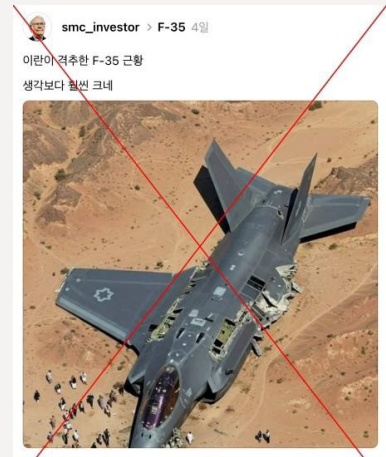 smc_investor > F-35 4일
이란이 격추한 F-35 근황
생각보다 훨씬 크네